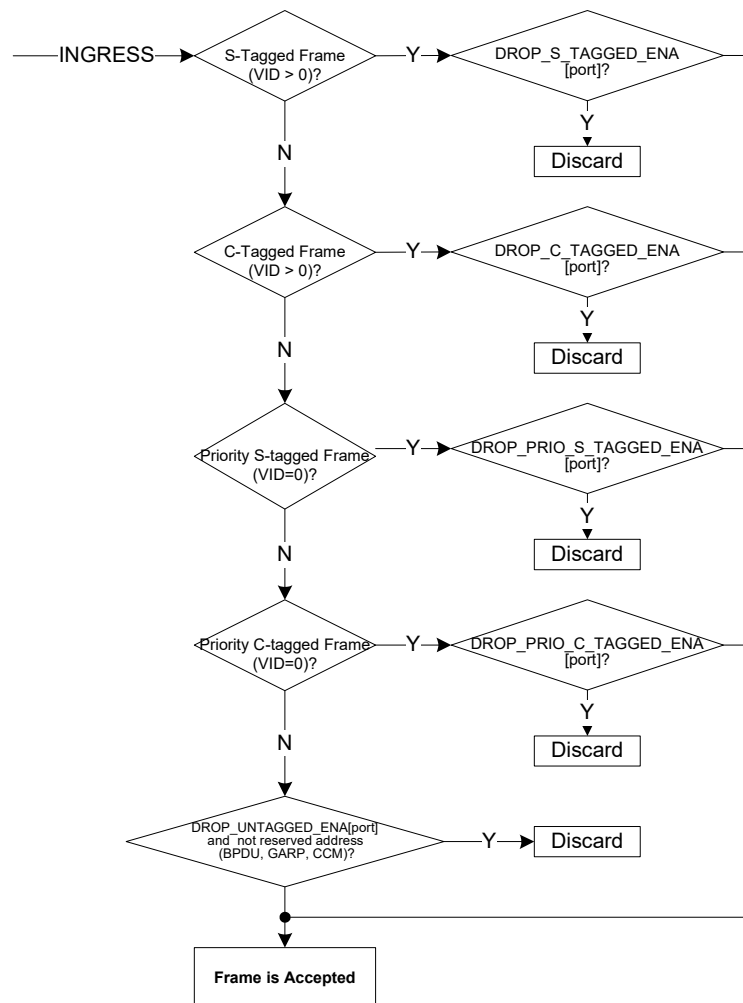 INGRESS
S-Tagged Frame
(VID > 0)?
Y
DROP_S_TAGGED_ENA
[port]?
Y
Discard
N
C-Tagged Frame
(VID > 0)?
Y
DROP_C_TAGGED_ENA
[port]?
Y
Discard
N
Priority S-tagged Frame
(VID=0)?
Y
DROP_PRIO_S_TAGGED_ENA
[port]?
Y
Discard
N
Priority C-tagged Frame
(VID=0)?
Y
DROP_PRIO_C_TAGGED_ENA
[port]?
Y
Discard
N
DROP_UNTAGGED_ENA[port]
and not reserved address
(BPDU, GARP, CCM)?
Y
Discard
Frame is Accepted